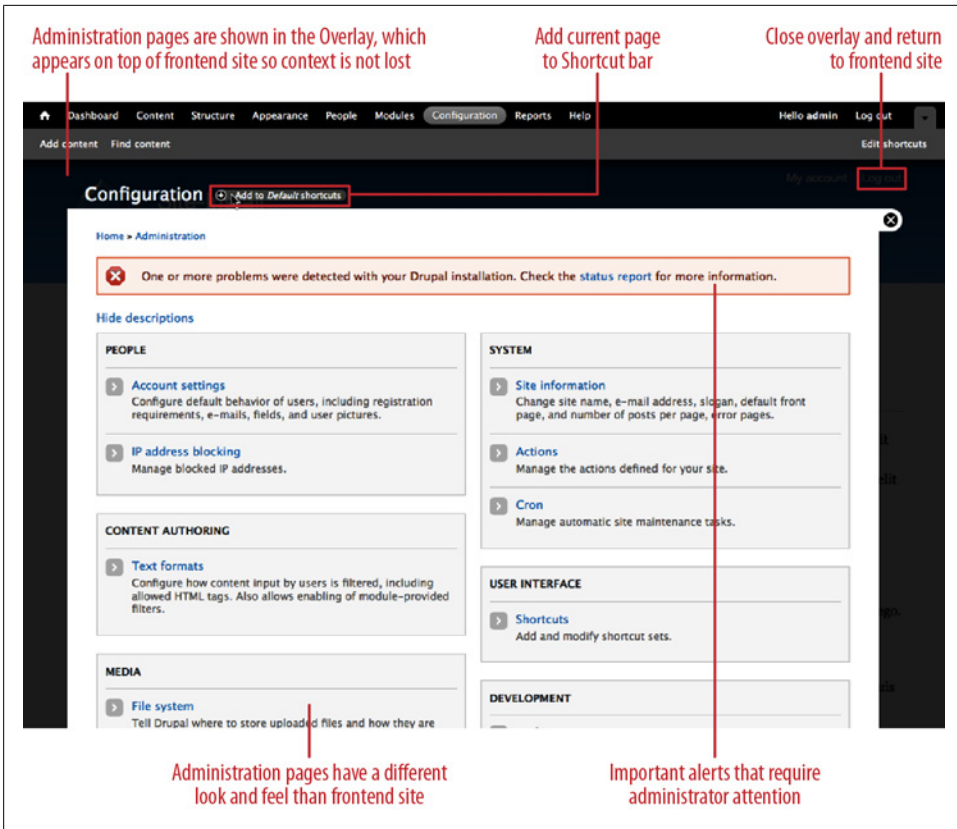 Administration pages are shown in the Overlay, which
appears on top of frontend site so context is not lost
Add current page
to Shortcut bar
Close overlay and return
to frontend site
Dashboard Content Structure Appearance People Modules Configuration Reports Help Hello admin Log out
Add content Find content Edit shortcuts
My account Log out
Configuration Add to Default shortcuts
Home » Administration
One or more problems were detected with your Drupal installation. Check the status report for more information.
Hide descriptions
PEOPLE
Account settings
Configure default behavior of users, including registration
requirements, e-mails, fields, and user pictures.
IP address blocking
Manage blocked IP addresses.
CONTENT AUTHORING
Text formats
Configure how content input by users is filtered, including
allowed HTML tags. Also allows enabling of module-provided
filters.
MEDIA
File system
Tell Drupal where to store uploaded files and how they are
SYSTEM
Site information
Change site name, e-mail address, slogan, default front
page, and number of posts per page, error pages.
Actions
Manage the actions defined for your site.
Cron
Manage automatic site maintenance tasks.
USER INTERFACE
Shortcuts
Add and modify shortcut sets.
DEVELOPMENT
Administration pages have a different
look and feel than frontend site
Important alerts that require
administrator attention